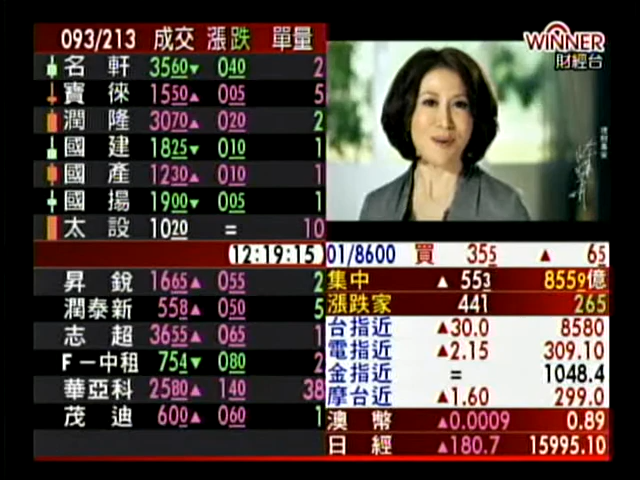 093/213 成交 漲跌 單量
名軒 3560▼ 040 2
寶徠 1550▲ 005 5
潤隆 3070▲ 020 2
國建 1825▼ 010 1
國產 1230▲ 010 1
國揚 1900▼ 005 1
太設 1020 = 10
12:19:15
昇銳 1665▲ 055 2
潤泰新 558▲ 050 5
志超 3655▲ 065 1
F－中租 754▼ 080 2
華亞科 2580▲ 140 38
茂迪 600▲ 060 1
WINNER
財經台
01/8600 買 355 ▲ 65
集中 ▲ 553 8559億
漲跌家 441 265
台指近 ▲30.0 8580
電指近 ▲2.15 309.10
金指近 = 1048.4
摩台近 ▲1.60 299.0
澳幣 ▲0.0009 0.89
日經 ▲180.7 15995.10